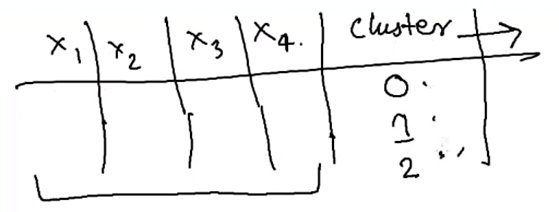 x1 x2 x3 x4. cluster →
0.
1.
2...